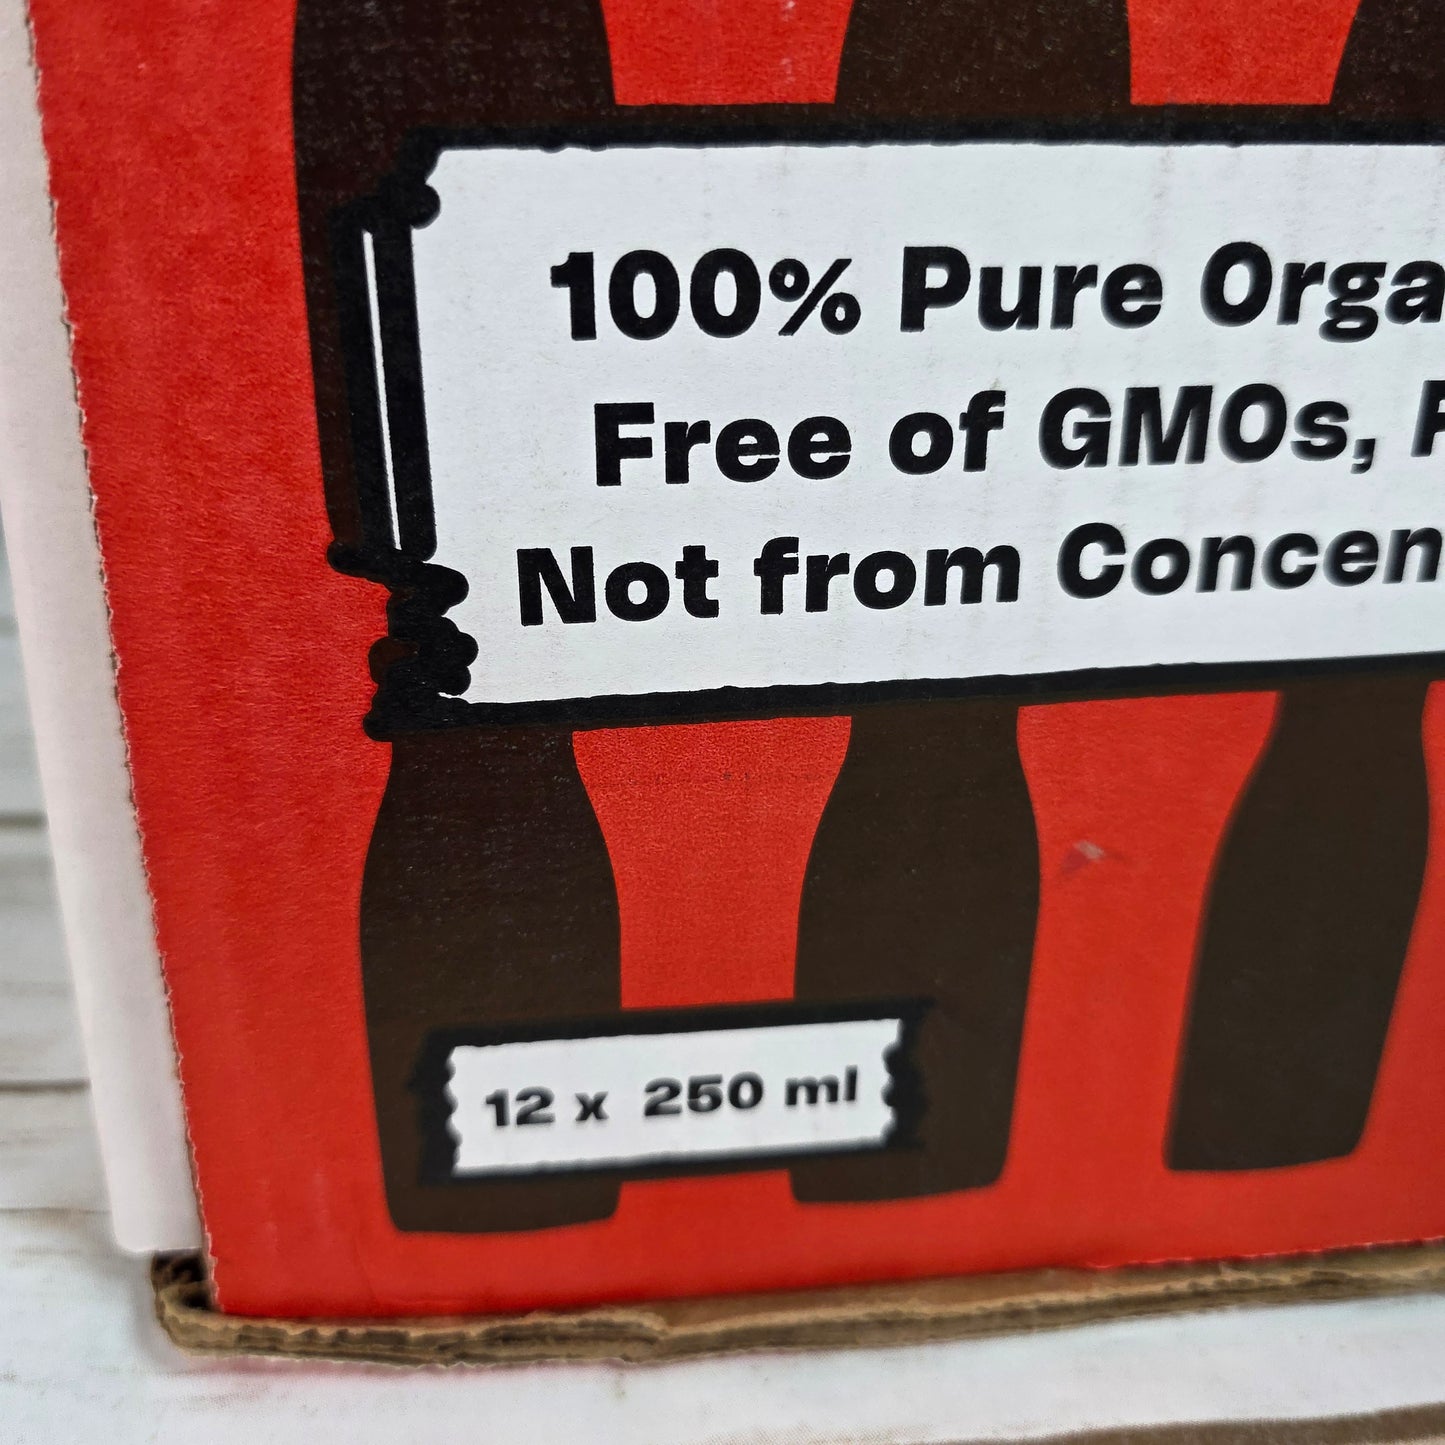 100% Pure Orga
Free of GMOs,
Not from Concen
12 x 250 ml